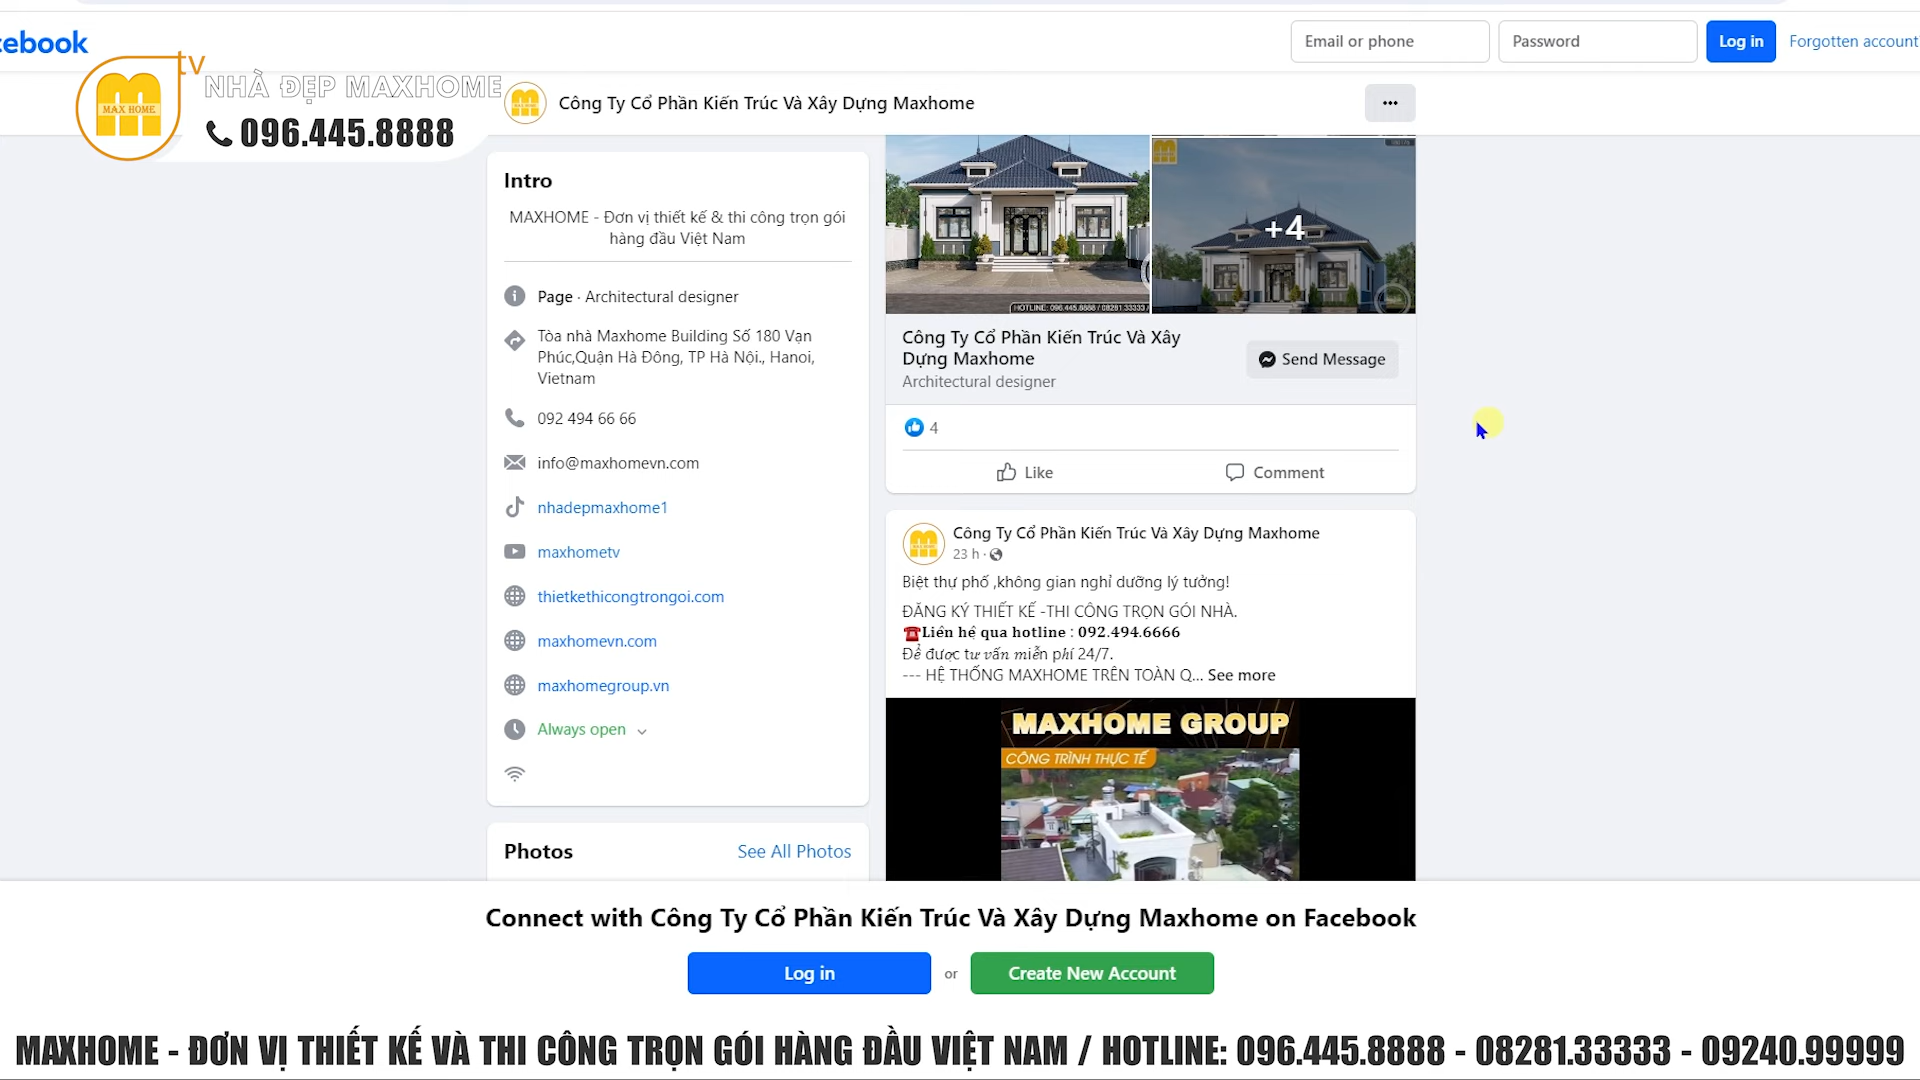 cebook
Email or phone
Password
Log in
Forgotten account
tv
MAX HOME
NHÀ ĐẸP MAXHOME
096.445.8888
Công Ty Cổ Phần Kiến Trúc Và Xây Dựng Maxhome
Intro
MAXHOME - Đơn vị thiết kế & thi công trọn gói
hàng đầu Việt Nam
Page · Architectural designer
Tòa nhà Maxhome Building Số 180 Vạn
Phúc,Quận Hà Đông, TP Hà Nội., Hanoi,
Vietnam
092 494 66 66
info@maxhomevn.com
nhadepmaxhome1
maxhometv
thietkethicongtrongoi.com
maxhomevn.com
maxhomegroup.vn
Always open
Photos
See All Photos
+4
HOTLINE: 096.445.8888 / 08281.33333
Công Ty Cổ Phần Kiến Trúc Và Xây
Dựng Maxhome
Architectural designer
Send Message
4
Like
Comment
MAX HOME
Công Ty Cổ Phần Kiến Trúc Và Xây Dựng Maxhome
23 h ·
Biệt thự phố ,không gian nghỉ dưỡng lý tưởng!
ĐĂNG KÝ THIẾT KẾ -THI CÔNG TRỌN GÓI NHÀ.
☎️Liên hệ qua hotline : 092.494.6666
Để được tư vấn miễn phí 24/7.
--- HỆ THỐNG MAXHOME TRÊN TOÀN Q... See more
MAXHOME GROUP
CÔNG TRÌNH THỰC TẾ
Connect with Công Ty Cổ Phần Kiến Trúc Và Xây Dựng Maxhome on Facebook
Log in
or
Create New Account
MAXHOME - ĐƠN VỊ THIẾT KẾ VÀ THI CÔNG TRỌN GÓI HÀNG ĐẦU VIỆT NAM / HOTLINE: 096.445.8888 - 08281.33333 - 09240.99999